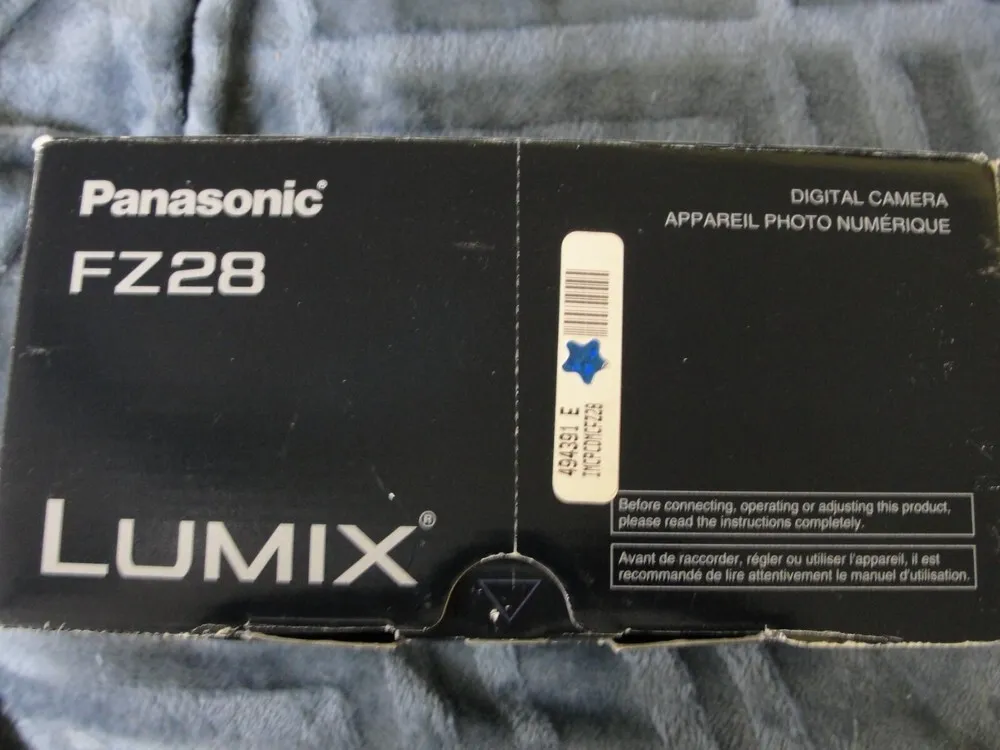 Panasonic®
FZ28
LUMIX®
DIGITAL CAMERA
APPAREIL PHOTO NUMÉRIQUE
494391 E
Before connecting, operating or adjusting this product,
please read the instructions completely.
Avant de raccorder, régler ou utiliser l'appareil, il est
recommandé de lire attentivement le manuel d'utilisation.